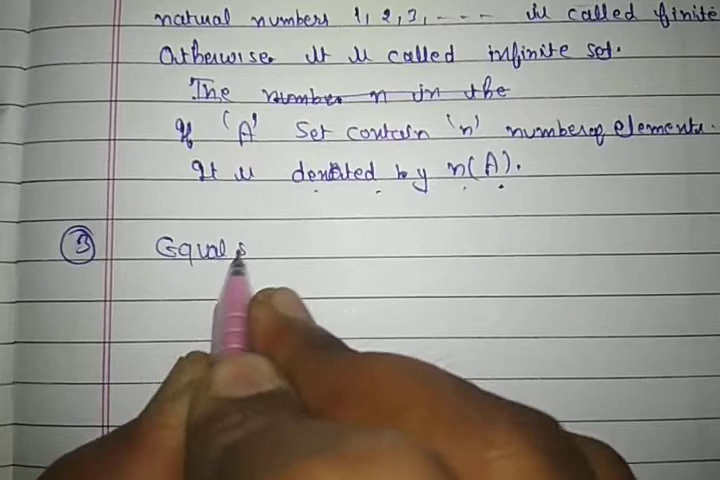 natural numbers 1, 2, 3, ---- is called finite
Otherwise. It is called infinite set.
The number n in the
If 'A' set contain 'n' number of elements.
It is denoted by n(A).
3 Equal s